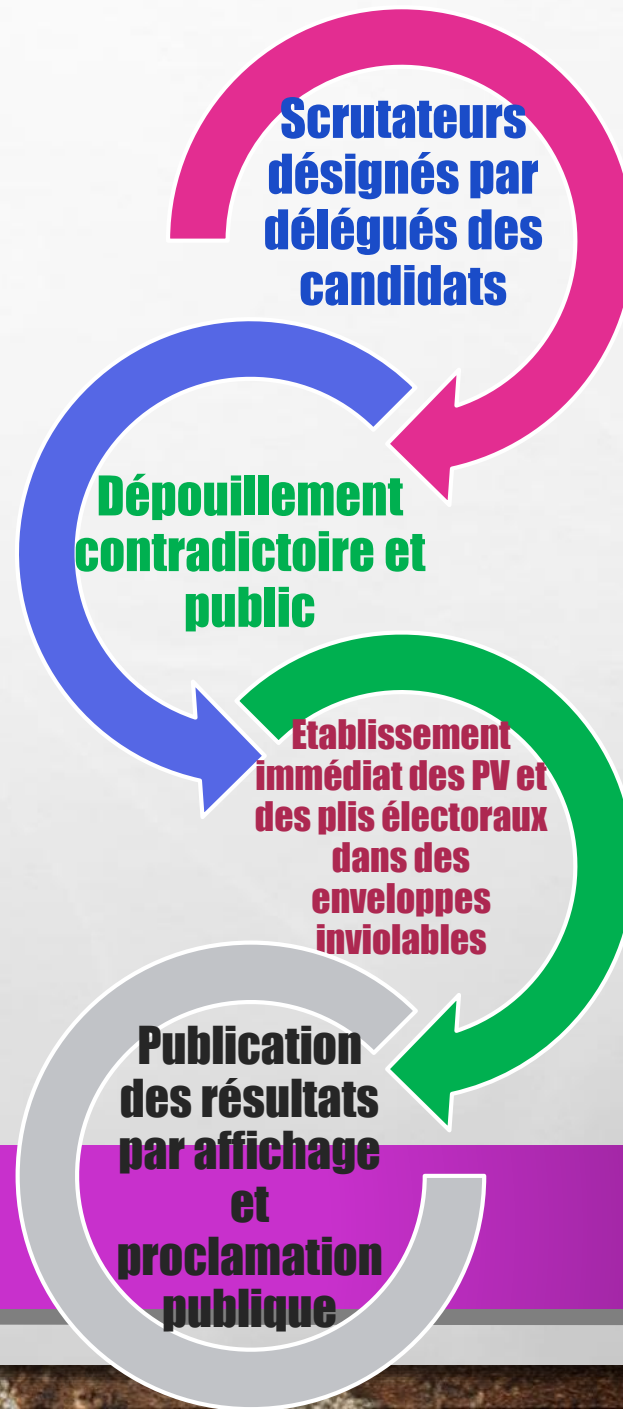 Scrutateurs
désignés par
délégués des
candidats
Dépouillement
contradictoire et
public
Etablissement
immédiat des PV et
des plis électoraux
dans des
enveloppes
inviolables
Publication
des résultats
par affichage
et
proclamation
publique